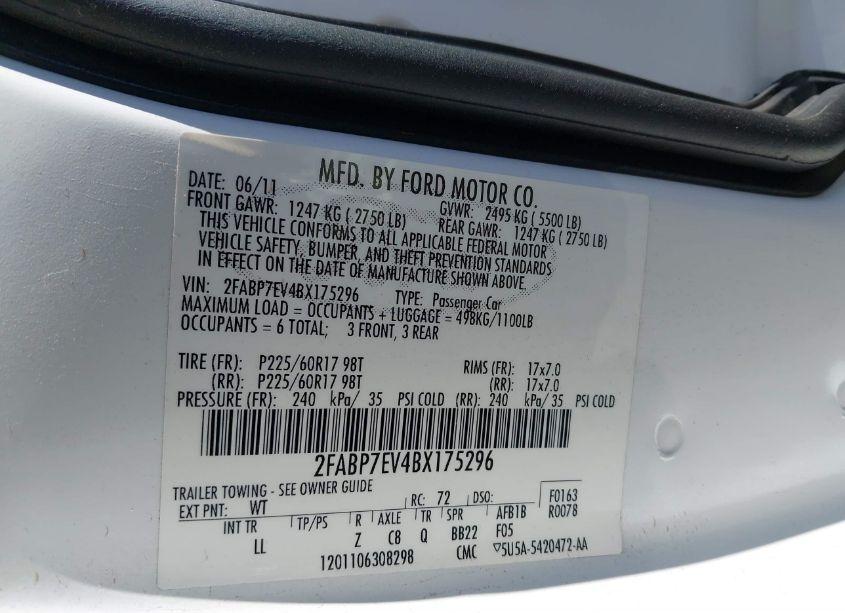 MFD. BY FORD MOTOR CO.
DATE: 06/11 GVWR: 2495 KG ( 5500 LB)
FRONT GAWR: 1247 KG ( 2750 LB) REAR GAWR: 1247 KG ( 2750 LB)
THIS VEHICLE CONFORMS TO ALL APPLICABLE FEDERAL MOTOR
VEHICLE SAFETY, BUMPER, AND THEFT PREVENTION STANDARDS
IN EFFECT ON THE DATE OF MANUFACTURE SHOWN ABOVE.
VIN: 2FABP7EV4BX175296 TYPE: Passenger Car
MAXIMUM LOAD = OCCUPANTS + LUGGAGE = 498KG/1100LB
OCCUPANTS = 6 TOTAL; 3 FRONT, 3 REAR
TIRE (FR): P225/60R17 98T RIMS (FR): 17x7.0
(RR): P225/60R17 98T (RR): 17x7.0
PRESSURE (FR): 240 kPa/ 35 PSI COLD (RR): 240 kPa/ 35 PSI COLD
2FABP7EV4BX175296
TRAILER TOWING - SEE OWNER GUIDE
EXT PNT: WT RC: 72 DSO: F0163
INT TR TP/PS R AXLE TR SPR AFB1B R0078
LL Z C8 Q BB22 F05
1201106308298 CMC ▽5U5A-5420472-AA